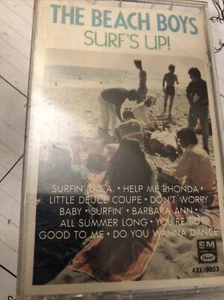 THE BEACH BOYS
SURF'S UP!
SURFIN' U.S.A. • HELP ME RHONDA •
LITTLE DEUCE COUPE • DON'T WORRY
BABY • SURFIN' • BARBARA ANN •
ALL SUMMER LONG • YOU'RE SO
GOOD TO ME • DO YOU WANNA DANCE
4XL-9053